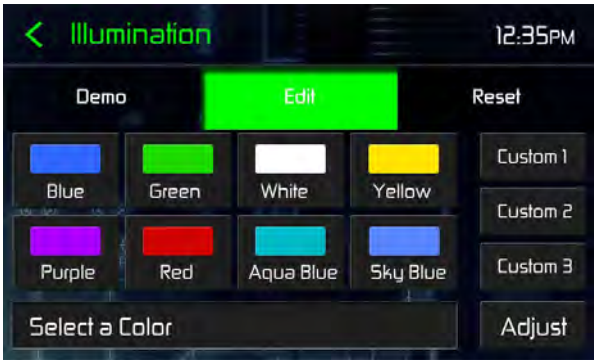 < Illumination 12:35PM
Demo Edit Reset
Blue Green White Yellow Custom 1
Custom 2
Purple Red Aqua Blue Sky Blue Custom 3
Select a Color Adjust